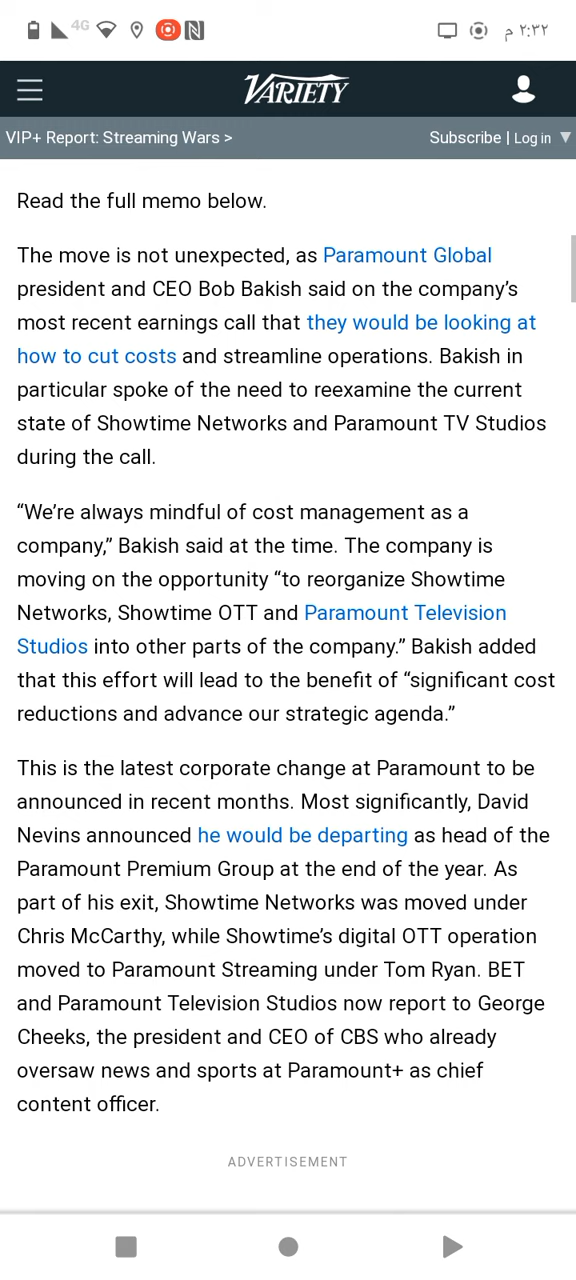 4G
م ٢:٣٢
VARIETY
VIP+ Report: Streaming Wars >
Subscribe | Log in ▼
Read the full memo below.
The move is not unexpected, as Paramount Global
president and CEO Bob Bakish said on the company’s
most recent earnings call that they would be looking at
how to cut costs and streamline operations. Bakish in
particular spoke of the need to reexamine the current
state of Showtime Networks and Paramount TV Studios
during the call.
“We’re always mindful of cost management as a
company,” Bakish said at the time. The company is
moving on the opportunity “to reorganize Showtime
Networks, Showtime OTT and Paramount Television
Studios into other parts of the company.” Bakish added
that this effort will lead to the benefit of “significant cost
reductions and advance our strategic agenda.”
This is the latest corporate change at Paramount to be
announced in recent months. Most significantly, David
Nevins announced he would be departing as head of the
Paramount Premium Group at the end of the year. As
part of his exit, Showtime Networks was moved under
Chris McCarthy, while Showtime’s digital OTT operation
moved to Paramount Streaming under Tom Ryan. BET
and Paramount Television Studios now report to George
Cheeks, the president and CEO of CBS who already
oversaw news and sports at Paramount+ as chief
content officer.
ADVERTISEMENT